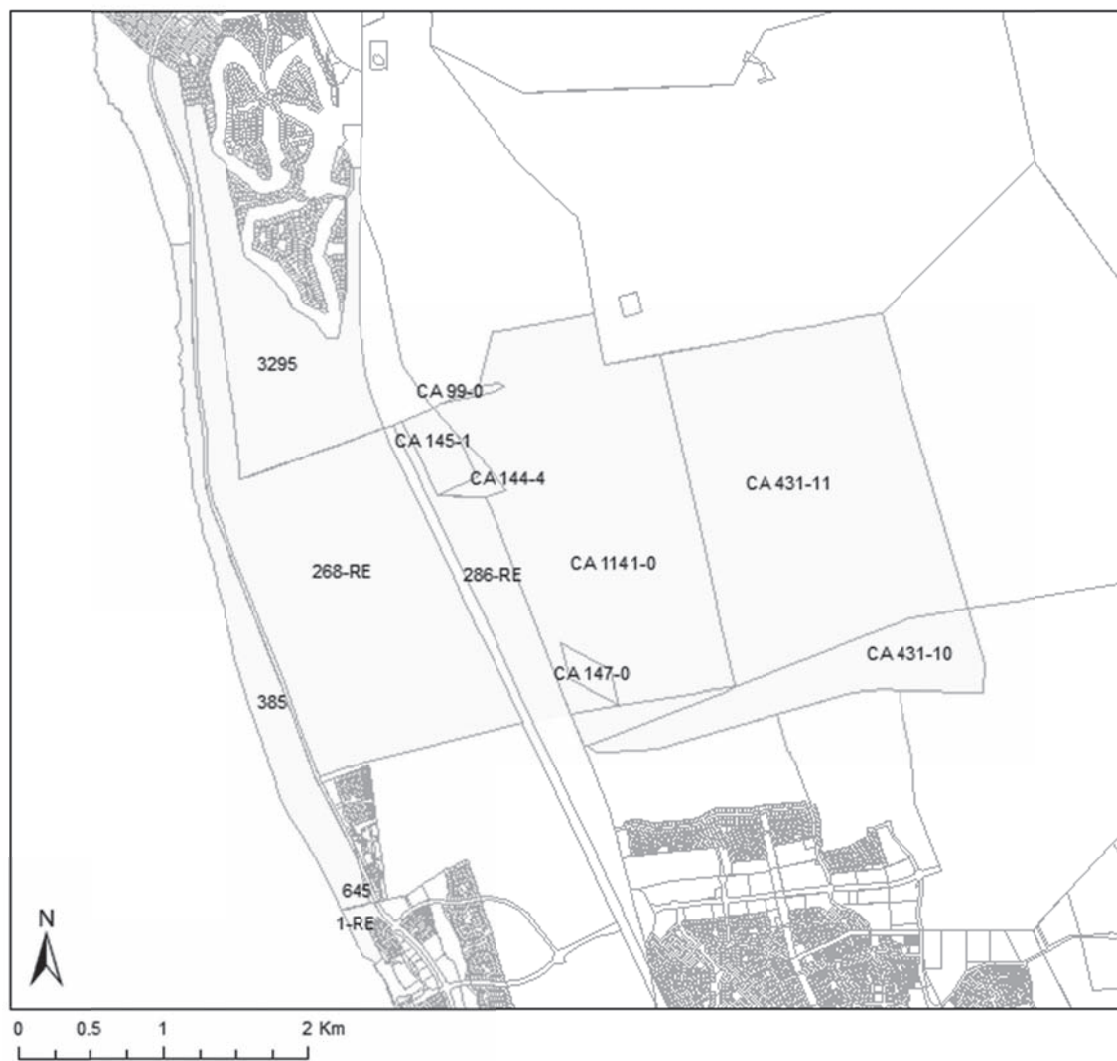 3295
CA 99-0
CA 145-1
CA 144-4
CA 431-11
268-RE
286-RE
CA 1141-0
CA 431-10
CA 147-0
385
645
1-RE
N
0 0.5 1 2 Km